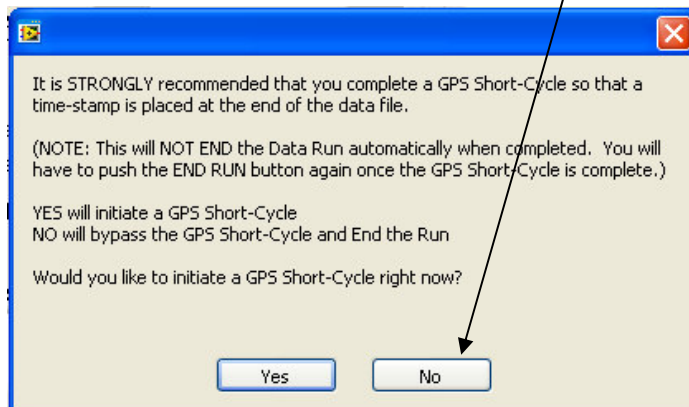 It is STRONGLY recommended that you complete a GPS Short-Cycle so that a
time-stamp is placed at the end of the data file.
(NOTE: This will NOT END the Data Run automatically when completed. You will
have to push the END RUN button again once the GPS Short-Cycle is complete.)
YES will initiate a GPS Short-Cycle
NO will bypass the GPS Short-Cycle and End the Run
Would you like to initiate a GPS Short-Cycle right now?
Yes
No